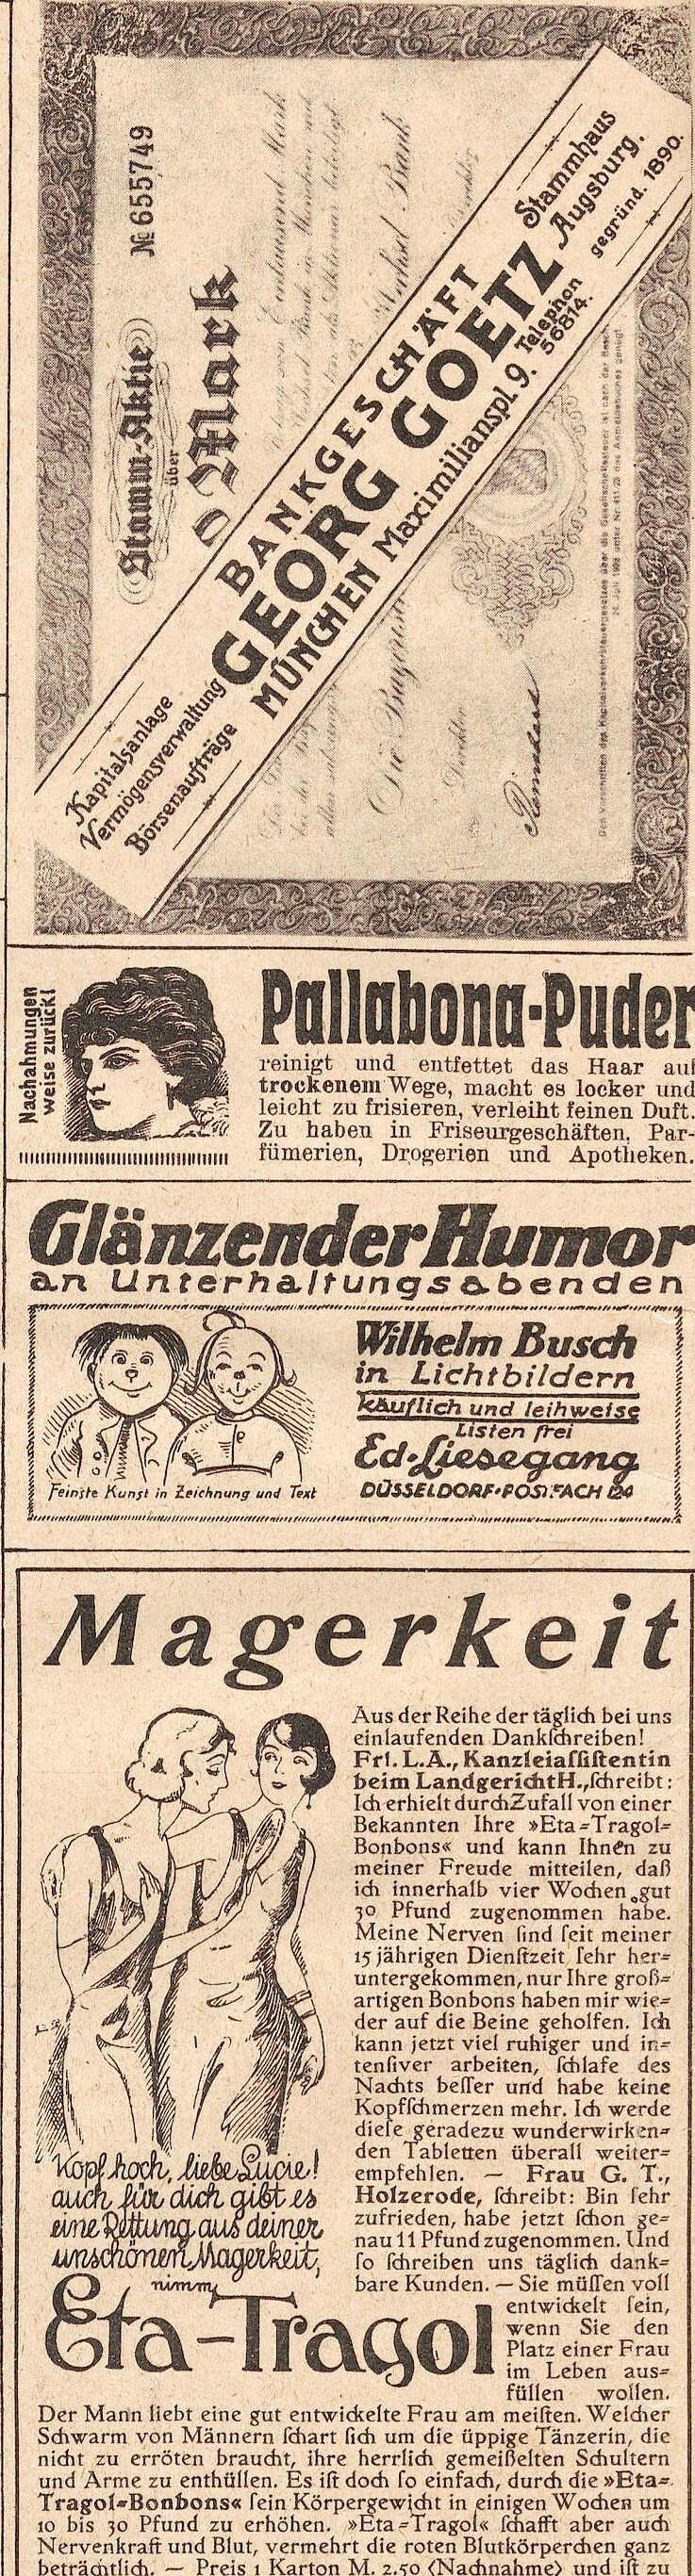 № 655749
Stamm-Aktie
über
Mark
BANKGESCHÄFT
GEORG GOETZ
MÜNCHEN Maximilianspl. 9. Telephon
56814.
Stammhaus
Augsburg.
gegründ. 1890.
Kapitalsanlage
Vermögensverwaltung
Börsenaufträge
Nachahmungen
weise zurück!
Pallabona-Puder
reinigt und entfettet das Haar auf
trockenem Wege, macht es locker und
leicht zu frisieren, verleiht feinen Duft.
Zu haben in Friseurgeschäften, Par-
fümerien, Drogerien und Apotheken.
Glänzender Humor
an Unterhaltungsabenden
Wilhelm Busch
in Lichtbildern
käuflich und leihweise
Listen frei
Ed. Liesegang
DÜSSELDORF·POSTFACH 124
Feinste Kunst in Zeichnung und Text
Magerkeit
Aus der Reihe der täglich bei uns
einlaufenden Dankſchreiben!
Frl. L. A., Kanzleiaſſiſtentin
beim Landgericht H., ſchreibt:
Ich erhielt durch Zufall von einer
Bekannten Ihre »Eta-Tragol-
Bonbons« und kann Ihnen zu
meiner Freude mitteilen, daß
ich innerhalb vier Wochen gut
30 Pfund zugenommen habe.
Meine Nerven ſind ſeit meiner
15 jährigen Dienſtzeit ſehr her-
untergekommen, nur Ihre groß-
artigen Bonbons haben mir wie-
der auf die Beine geholfen. Ich
kann jetzt viel ruhiger und in-
tenſiver arbeiten, ſchlafe des
Nachts beſſer und habe keine
Kopfſchmerzen mehr. Ich werde
dieſe geradezu wunderwirken-
den Tabletten überall weiter-
empfehlen. — Frau G. T.,
Holzerode, ſchreibt: Bin ſehr
zufrieden, habe jetzt ſchon ge-
nau 11 Pfund zugenommen. Und
ſo ſchreiben uns täglich dank-
bare Kunden. — Sie müſſen voll
entwickelt ſein,
wenn Sie den
Platz einer Frau
im Leben aus-
füllen wollen.
Kopf hoch, liebe Lucie!
auch für dich gibt es
eine Rettung aus deiner
unschönen Magerkeit,
nimm
Eta-Tragol
Der Mann liebt eine gut entwickelte Frau am meiſten. Welcher
Schwarm von Männern ſchart ſich um die üppige Tänzerin, die
nicht zu erröten braucht, ihre herrlich gemeißelten Schultern
und Arme zu enthüllen. Es iſt doch ſo einfach, durch die »Eta-
Tragol-Bonbons« ſein Körpergewicht in einigen Wochen um
10 bis 30 Pfund zu erhöhen. »Eta-Tragol« ſchafft aber auch
Nervenkraft und Blut, vermehrt die roten Blutkörperchen ganz
beträchtlich. — Preis 1 Karton M. 2.50 (Nachnahme) und iſt zu